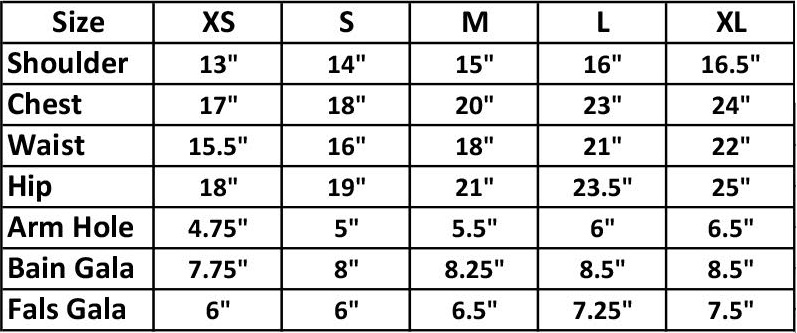 Size XS S M L XL
Shoulder 13" 14" 15" 16" 16.5"
Chest 17" 18" 20" 23" 24"
Waist 15.5" 16" 18" 21" 22"
Hip 18" 19" 21" 23.5" 25"
Arm Hole 4.75" 5" 5.5" 6" 6.5"
Bain Gala 7.75" 8" 8.25" 8.5" 8.5"
Fals Gala 6" 6" 6.5" 7.25" 7.5"